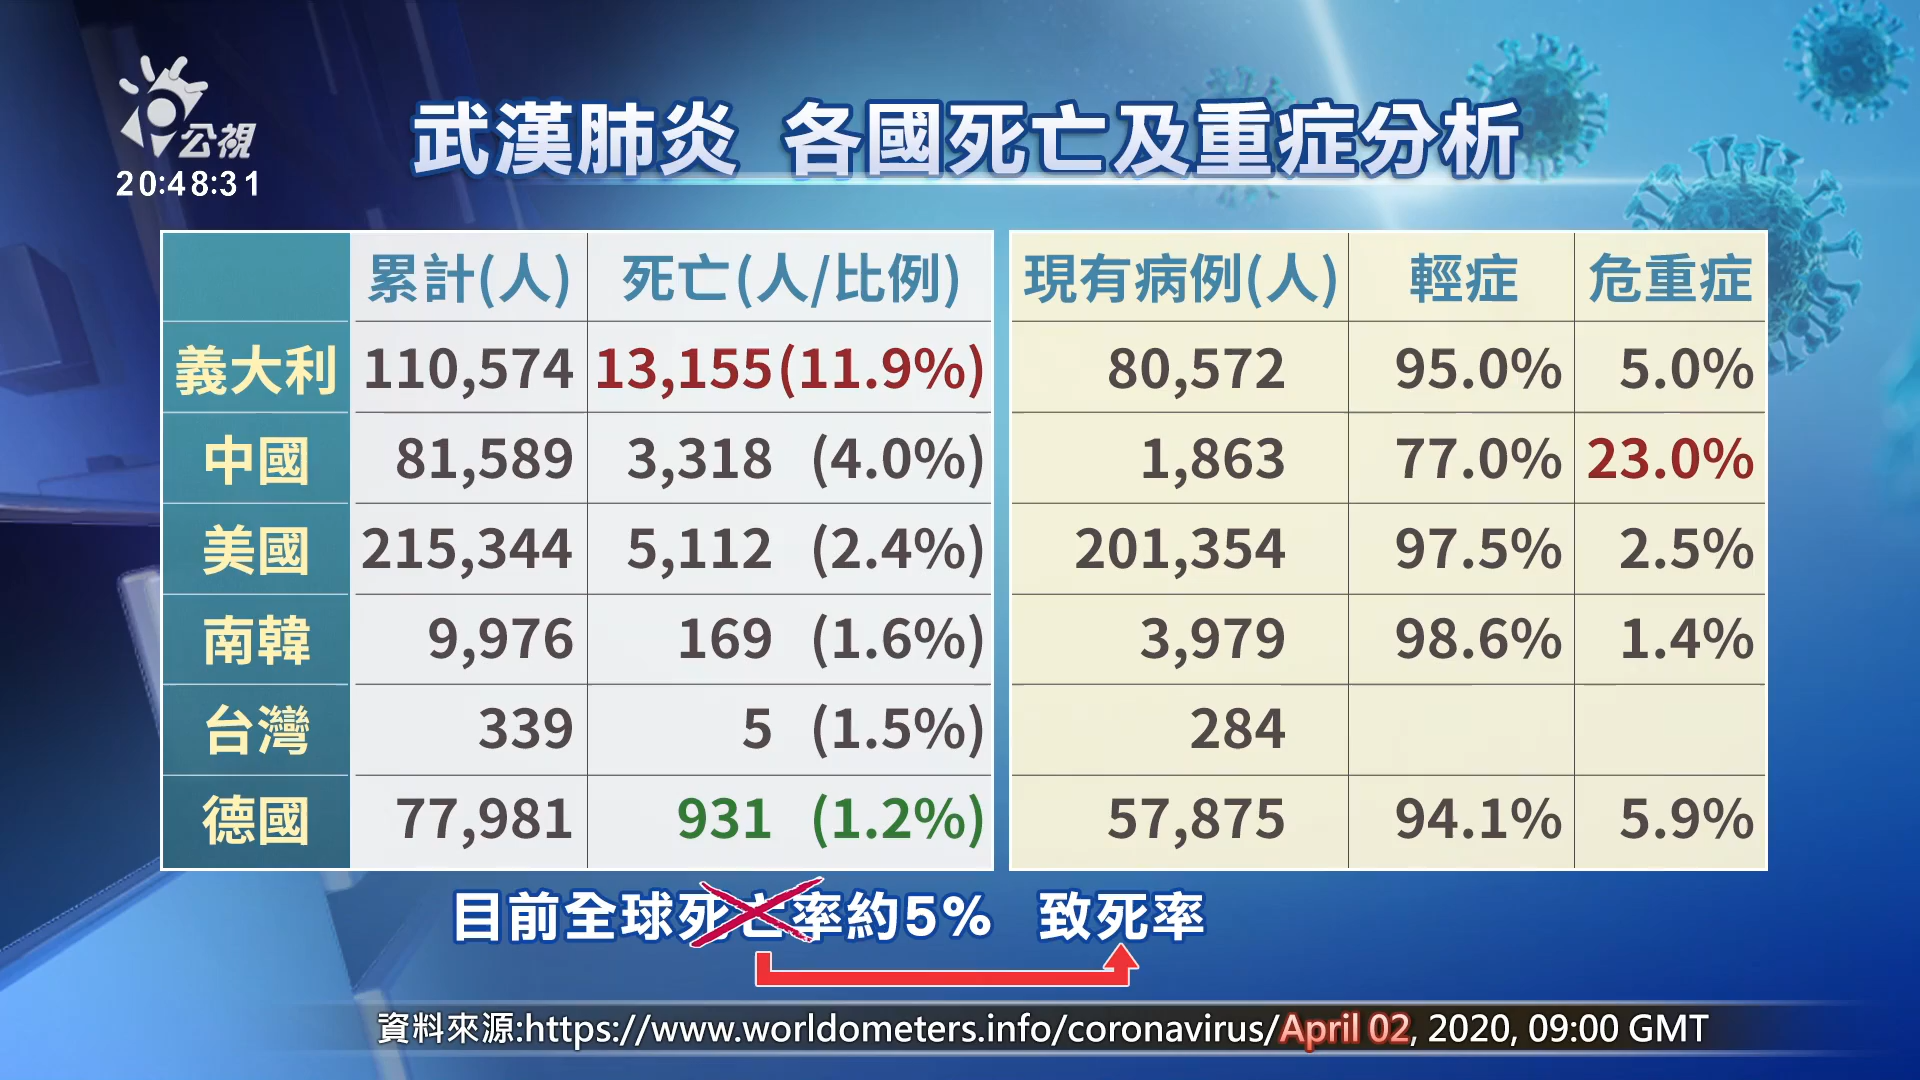 公視
20:48:31
武漢肺炎 各國死亡及重症分析
累計(人) 死亡(人/比例) 現有病例(人) 輕症 危重症
義大利 110,574 13,155(11.9%) 80,572 95.0% 5.0%
中國 81,589 3,318 (4.0%) 1,863 77.0% 23.0%
美國 215,344 5,112 (2.4%) 201,354 97.5% 2.5%
南韓 9,976 169 (1.6%) 3,979 98.6% 1.4%
台灣 339 5 (1.5%) 284
德國 77,981 931 (1.2%) 57,875 94.1% 5.9%
目前全球死亡率約5% 致死率
資料來源:https://www.worldometers.info/coronavirus/April 02, 2020, 09:00 GMT